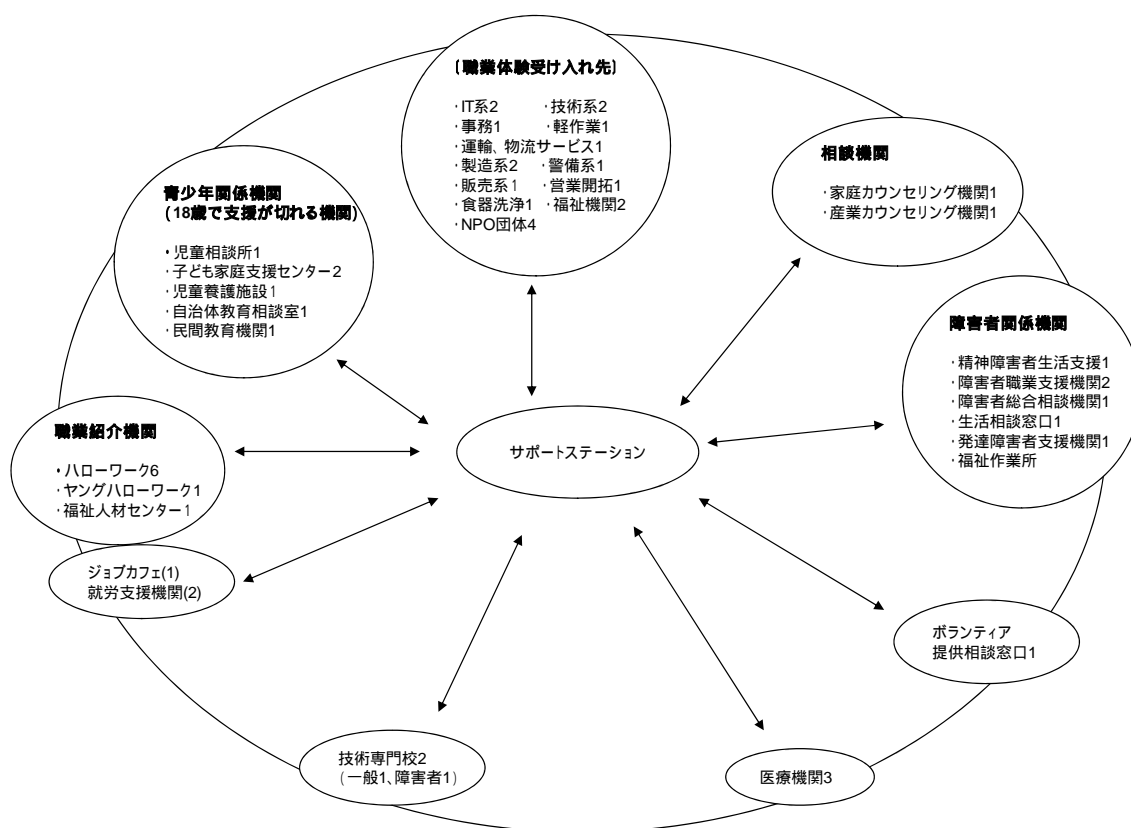 〔職業体験受け入れ先〕
・IT系2 ・技術系2
・事務1 ・軽作業1
・運輸、物流サービス1
・製造系2 ・警備系1
・販売系1 ・営業開拓1
・食器洗浄1 ・福祉機関2
・NPO団体4
相談機関
・家庭カウンセリング機関1
・産業カウンセリング機関1
青少年関係機関
(18歳で支援が切れる機関)
・児童相談所1
・子ども家庭支援センター2
・児童養護施設1
・自治体教育相談室1
・民間教育機関1
障害者関係機関
・精神障害者生活支援1
・障害者職業支援機関2
・障害者総合相談機関1
・生活相談窓口1
・発達障害者支援機関1
・福祉作業所
職業紹介機関
・ハローワーク6
・ヤングハローワーク1
・福祉人材センター1
サポートステーション
ジョブカフェ(1)
就労支援機関(2)
ボランティア
提供相談窓口1
技術専門校2
(一般1、障害者1)
医療機関3